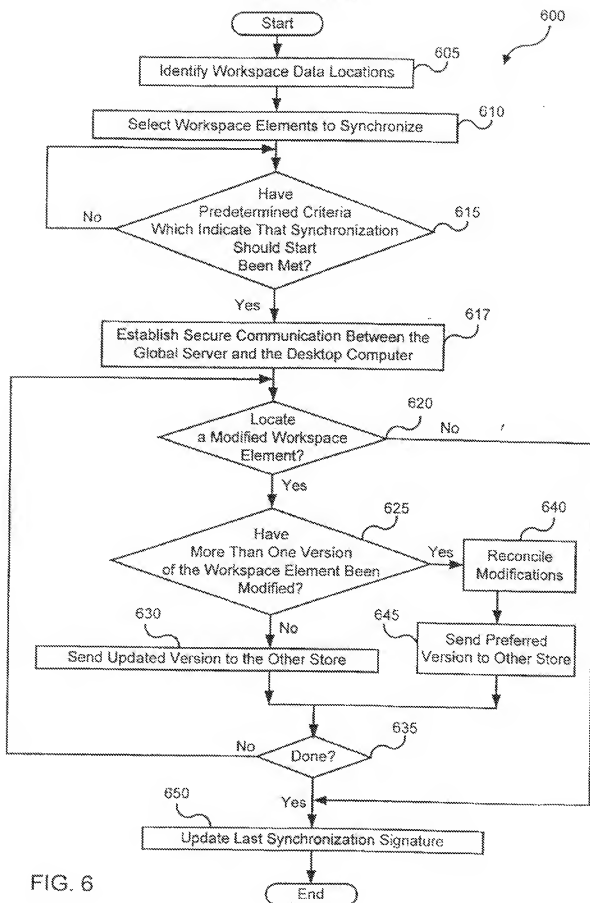 Start
600
Identify Workspace Data Locations
605
Select Workspace Elements to Synchronize
610
Have
Predetermined Criteria
Which Indicate That Synchronization
Should Start
Been Met?
615
No
Yes
Establish Secure Communication Between the
Global Server and the Desktop Computer
617
Locate
a Modified Workspace
Element?
620
No
Yes
Have
More Than One Version
of the Workspace Element Been
Modified?
625
Yes
640
Reconcile
Modifications
No
630
Send Updated Version to the Other Store
645
Send Preferred
Version to Other Store
Done?
635
No
Yes
650
Update Last Synchronization Signature
End
FIG. 6